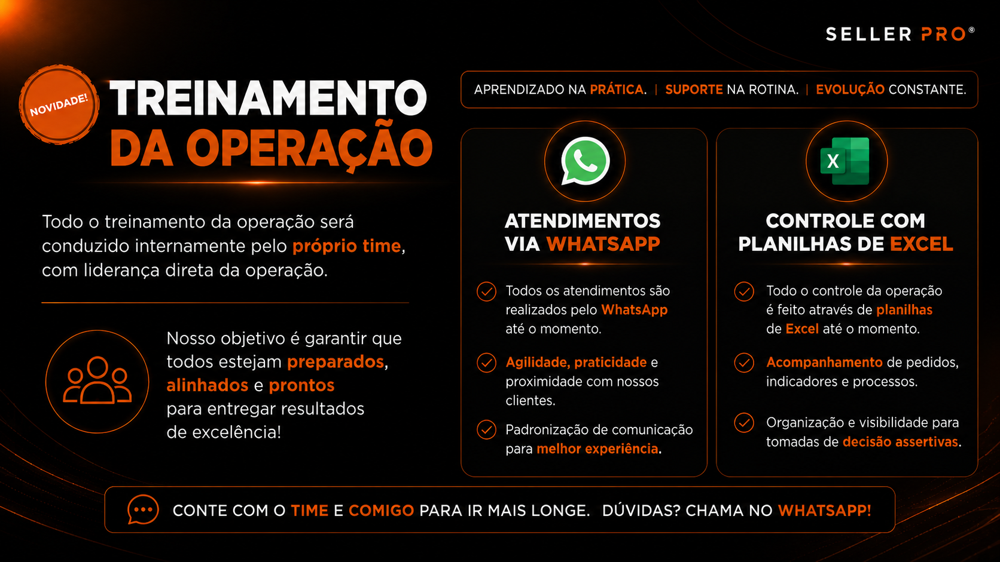 SELLER PRO®
NOVIDADE!
TREINAMENTO
DA OPERAÇÃO
Todo o treinamento da operação será
conduzido internamente pelo próprio time,
com liderança direta da operação.
Nosso objetivo é garantir que
todos estejam preparados,
alinhados e prontos
para entregar resultados
de excelência!
APRENDIZADO NA PRÁTICA. | SUPORTE NA ROTINA. | EVOLUÇÃO CONSTANTE.
ATENDIMENTOS
VIA WHATSAPP
Todos os atendimentos são
realizados pelo WhatsApp
até o momento.
Agilidade, praticidade e
proximidade com nossos
clientes.
Padronização de comunicação
para melhor experiência.
X
CONTROLE COM
PLANILHAS DE EXCEL
Todo o controle da operação
é feito através de planilhas
de Excel até o momento.
Acompanhamento de pedidos,
indicadores e processos.
Organização e visibilidade para
tomadas de decisão assertivas.
CONTE COM O TIME E COMIGO PARA IR MAIS LONGE. DÚVIDAS? CHAMA NO WHATSAPP!